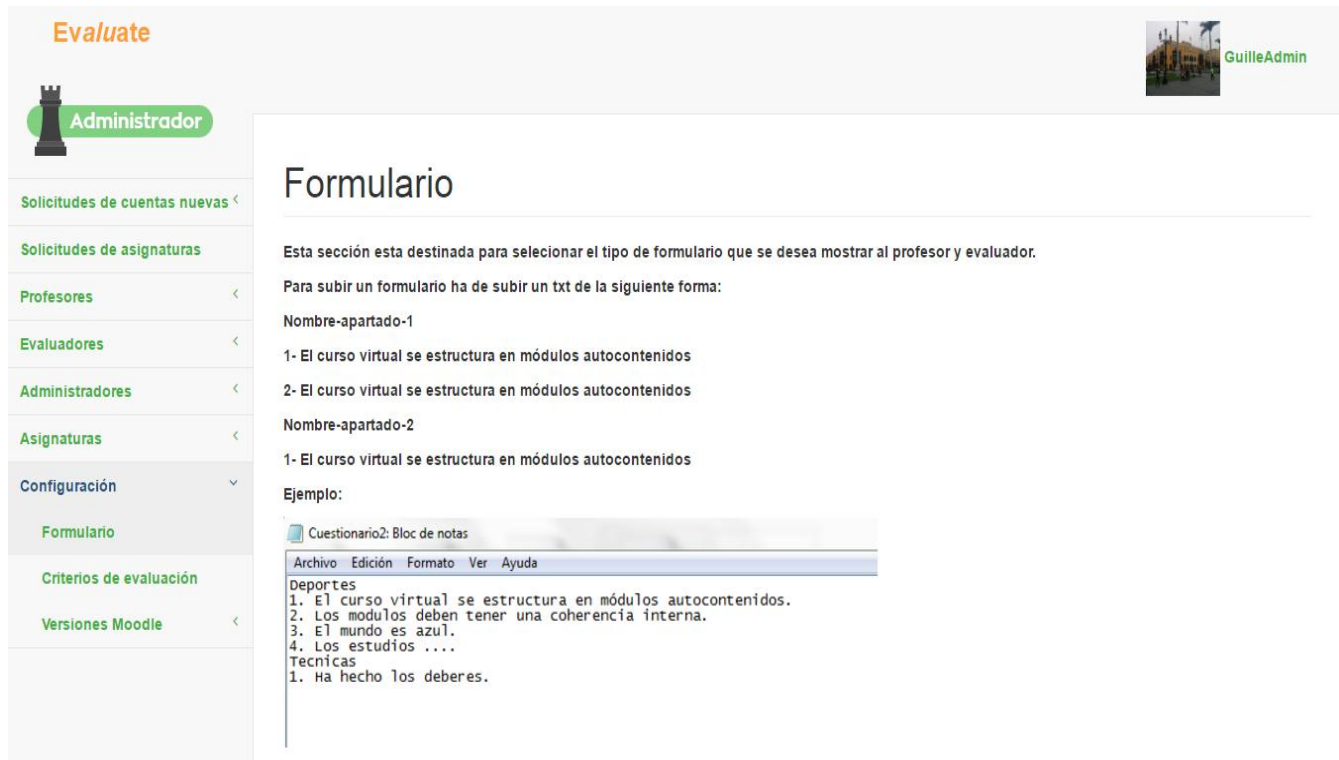 Evaluate
GuilleAdmin
Administrador
Solicitudes de cuentas nuevas
Solicitudes de asignaturas
Profesores
Evaluadores
Administradores
Asignaturas
Configuración
Formulario
Criterios de evaluación
Versiones Moodle
Formulario
Esta sección esta destinada para selecionar el tipo de formulario que se desea mostrar al profesor y evaluador.
Para subir un formulario ha de subir un txt de la siguiente forma:
Nombre-apartado-1
1- El curso virtual se estructura en módulos autocontenidos
2- El curso virtual se estructura en módulos autocontenidos
Nombre-apartado-2
1- El curso virtual se estructura en módulos autocontenidos
Ejemplo:
Cuestionario2: Bloc de notas
Archivo Edición Formato Ver Ayuda
Deportes
1. El curso virtual se estructura en módulos autocontenidos.
2. Los modulos deben tener una coherencia interna.
3. El mundo es azul.
4. Los estudios ....
Tecnicas
1. Ha hecho los deberes.